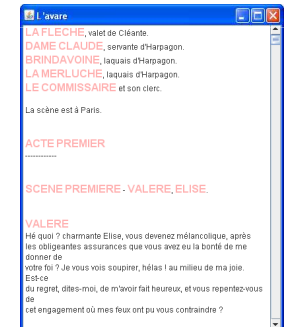 L'avare
LA FLECHE, valet de Cléante.
DAME CLAUDE, servante d'Harpagon.
BRINDAVOINE, laquais d'Harpagon.
LA MERLUCHE, laquais d'Harpagon.
LE COMMISSAIRE et son clerc.
La scène est à Paris.
ACTE PREMIER
------------
SCENE PREMIERE - VALERE, ELISE.
VALERE
Hé quoi ? charmante Elise, vous devenez mélancolique, après
les obligeantes assurances que vous avez eu la bonté de me
donner de
votre foi ? Je vous vois soupirer, hélas ! au milieu de ma joie.
Est-ce
du regret, dites-moi, de m'avoir fait heureux, et vous repentez-vous
de
cet engagement où mes feux ont pu vous contraindre ?